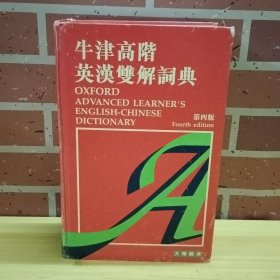 牛津高階
英漢雙解詞典
OXFORD
ADVANCED LEARNER'S
ENGLISH-CHINESE
DICTIONARY
第四版
Fourth edition
A